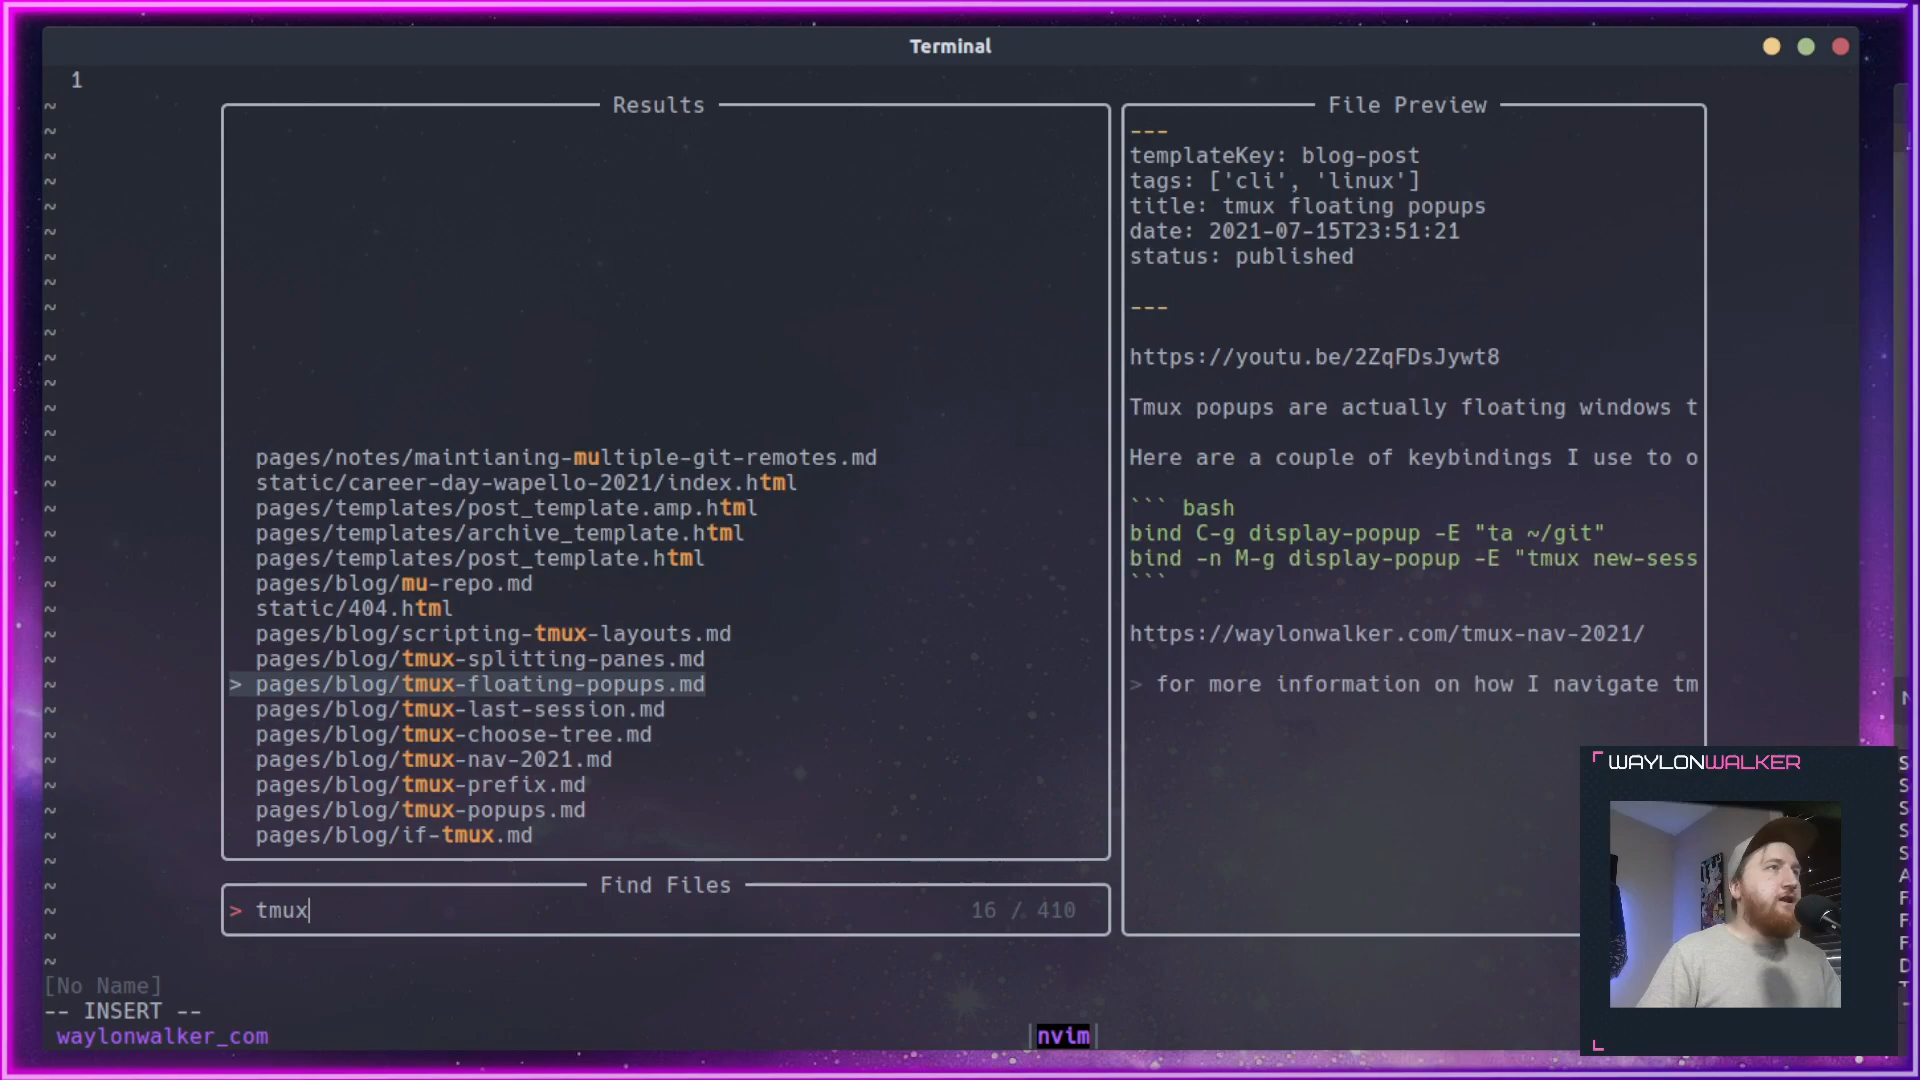 Terminal
1
Results
pages/notes/maintianing-multiple-git-remotes.md
static/career-day-wapello-2021/index.html
pages/templates/post_template.amp.html
pages/templates/archive_template.html
pages/templates/post_template.html
pages/blog/mu-repo.md
static/404.html
pages/blog/scripting-tmux-layouts.md
pages/blog/tmux-splitting-panes.md
> pages/blog/tmux-floating-popups.md
pages/blog/tmux-last-session.md
pages/blog/tmux-choose-tree.md
pages/blog/tmux-nav-2021.md
pages/blog/tmux-prefix.md
pages/blog/tmux-popups.md
pages/blog/if-tmux.md
Find Files
> tmux 16 / 410
File Preview
---
templateKey: blog-post
tags: ['cli', 'linux']
title: tmux floating popups
date: 2021-07-15T23:51:21
status: published
---
https://youtu.be/2ZqFDsJywt8
Tmux popups are actually floating windows t
Here are a couple of keybindings I use to o
``` bash
bind C-g display-popup -E "ta ~/git"
bind -n M-g display-popup -E "tmux new-sess
```
https://waylonwalker.com/tmux-nav-2021/
> for more information on how I navigate tm
WAYLONWALKER
[No Name]
-- INSERT --
waylonwalker_com
nvim